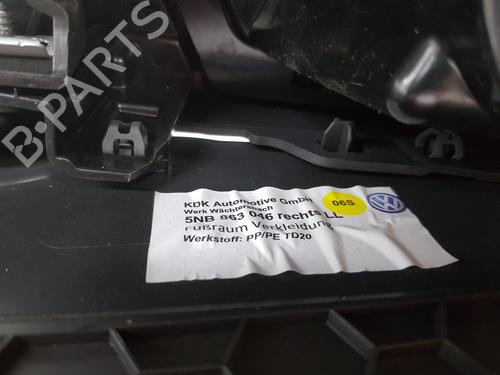 B-PARTS
KDK Automotive GmbH
Werk Wächtersbach
06S
5NB 863 046 rechts LL
Fußraum Verkleidung
Werkstoff: PP/PE TD20